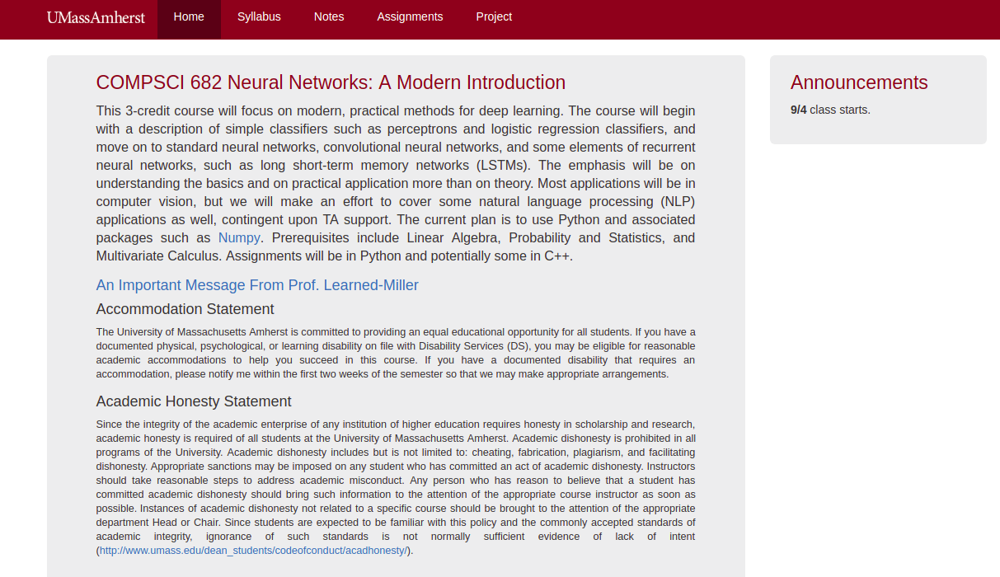 UMassAmherst Home Syllabus Notes Assignments Project
COMPSCI 682 Neural Networks: A Modern Introduction
This 3-credit course will focus on modern, practical methods for deep learning. The course will begin
with a description of simple classifiers such as perceptrons and logistic regression classifiers, and
move on to standard neural networks, convolutional neural networks, and some elements of recurrent
neural networks, such as long short-term memory networks (LSTMs). The emphasis will be on
understanding the basics and on practical application more than on theory. Most applications will be in
computer vision, but we will make an effort to cover some natural language processing (NLP)
applications as well, contingent upon TA support. The current plan is to use Python and associated
packages such as Numpy. Prerequisites include Linear Algebra, Probability and Statistics, and
Multivariate Calculus. Assignments will be in Python and potentially some in C++.
An Important Message From Prof. Learned-Miller
Accommodation Statement
The University of Massachusetts Amherst is committed to providing an equal educational opportunity for all students. If you have a
documented physical, psychological, or learning disability on file with Disability Services (DS), you may be eligible for reasonable
academic accommodations to help you succeed in this course. If you have a documented disability that requires an
accommodation, please notify me within the first two weeks of the semester so that we may make appropriate arrangements.
Academic Honesty Statement
Since the integrity of the academic enterprise of any institution of higher education requires honesty in scholarship and research,
academic honesty is required of all students at the University of Massachusetts Amherst. Academic dishonesty is prohibited in all
programs of the University. Academic dishonesty includes but is not limited to: cheating, fabrication, plagiarism, and facilitating
dishonesty. Appropriate sanctions may be imposed on any student who has committed an act of academic dishonesty. Instructors
should take reasonable steps to address academic misconduct. Any person who has reason to believe that a student has
committed academic dishonesty should bring such information to the attention of the appropriate course instructor as soon as
possible. Instances of academic dishonesty not related to a specific course should be brought to the attention of the appropriate
department Head or Chair. Since students are expected to be familiar with this policy and the commonly accepted standards of
academic integrity, ignorance of such standards is not normally sufficient evidence of lack of intent
(http://www.umass.edu/dean_students/codeofconduct/acadhonesty/).
Announcements
9/4 class starts.